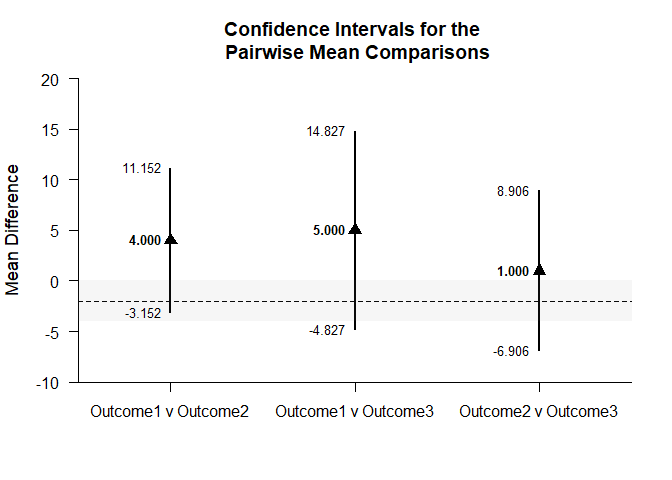 Confidence Intervals for the
Pairwise Mean Comparisons
Mean Difference
20
15
10
5
0
-5
-10
11.152
4.000
-3.152
14.827
5.000
-4.827
8.906
1.000
-6.906
Outcome1 v Outcome2
Outcome1 v Outcome3
Outcome2 v Outcome3